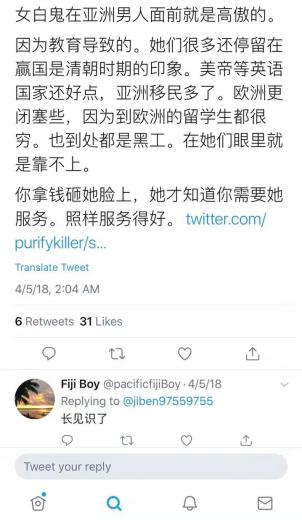 女白鬼在亚洲男人面前就是高傲的。
因为教育导致的。她们很多还停留在
赢国是清朝时期的印象。美帝等英语
国家还好点，亚洲移民多了。欧洲更
闭塞些，因为到欧洲的留学生都很
穷。也到处都是黑工。在她们眼里就
是靠不上。
你拿钱砸她脸上，她才知道你需要她
服务。照样服务得好。 twitter.com/
purifykiller/s...
Translate Tweet
4/5/18, 2:04 AM
6 Retweets 31 Likes
Fiji Boy @pacificfijiBoy · 4/5/18
Replying to @jiben97559755
长见识了
Tweet your reply